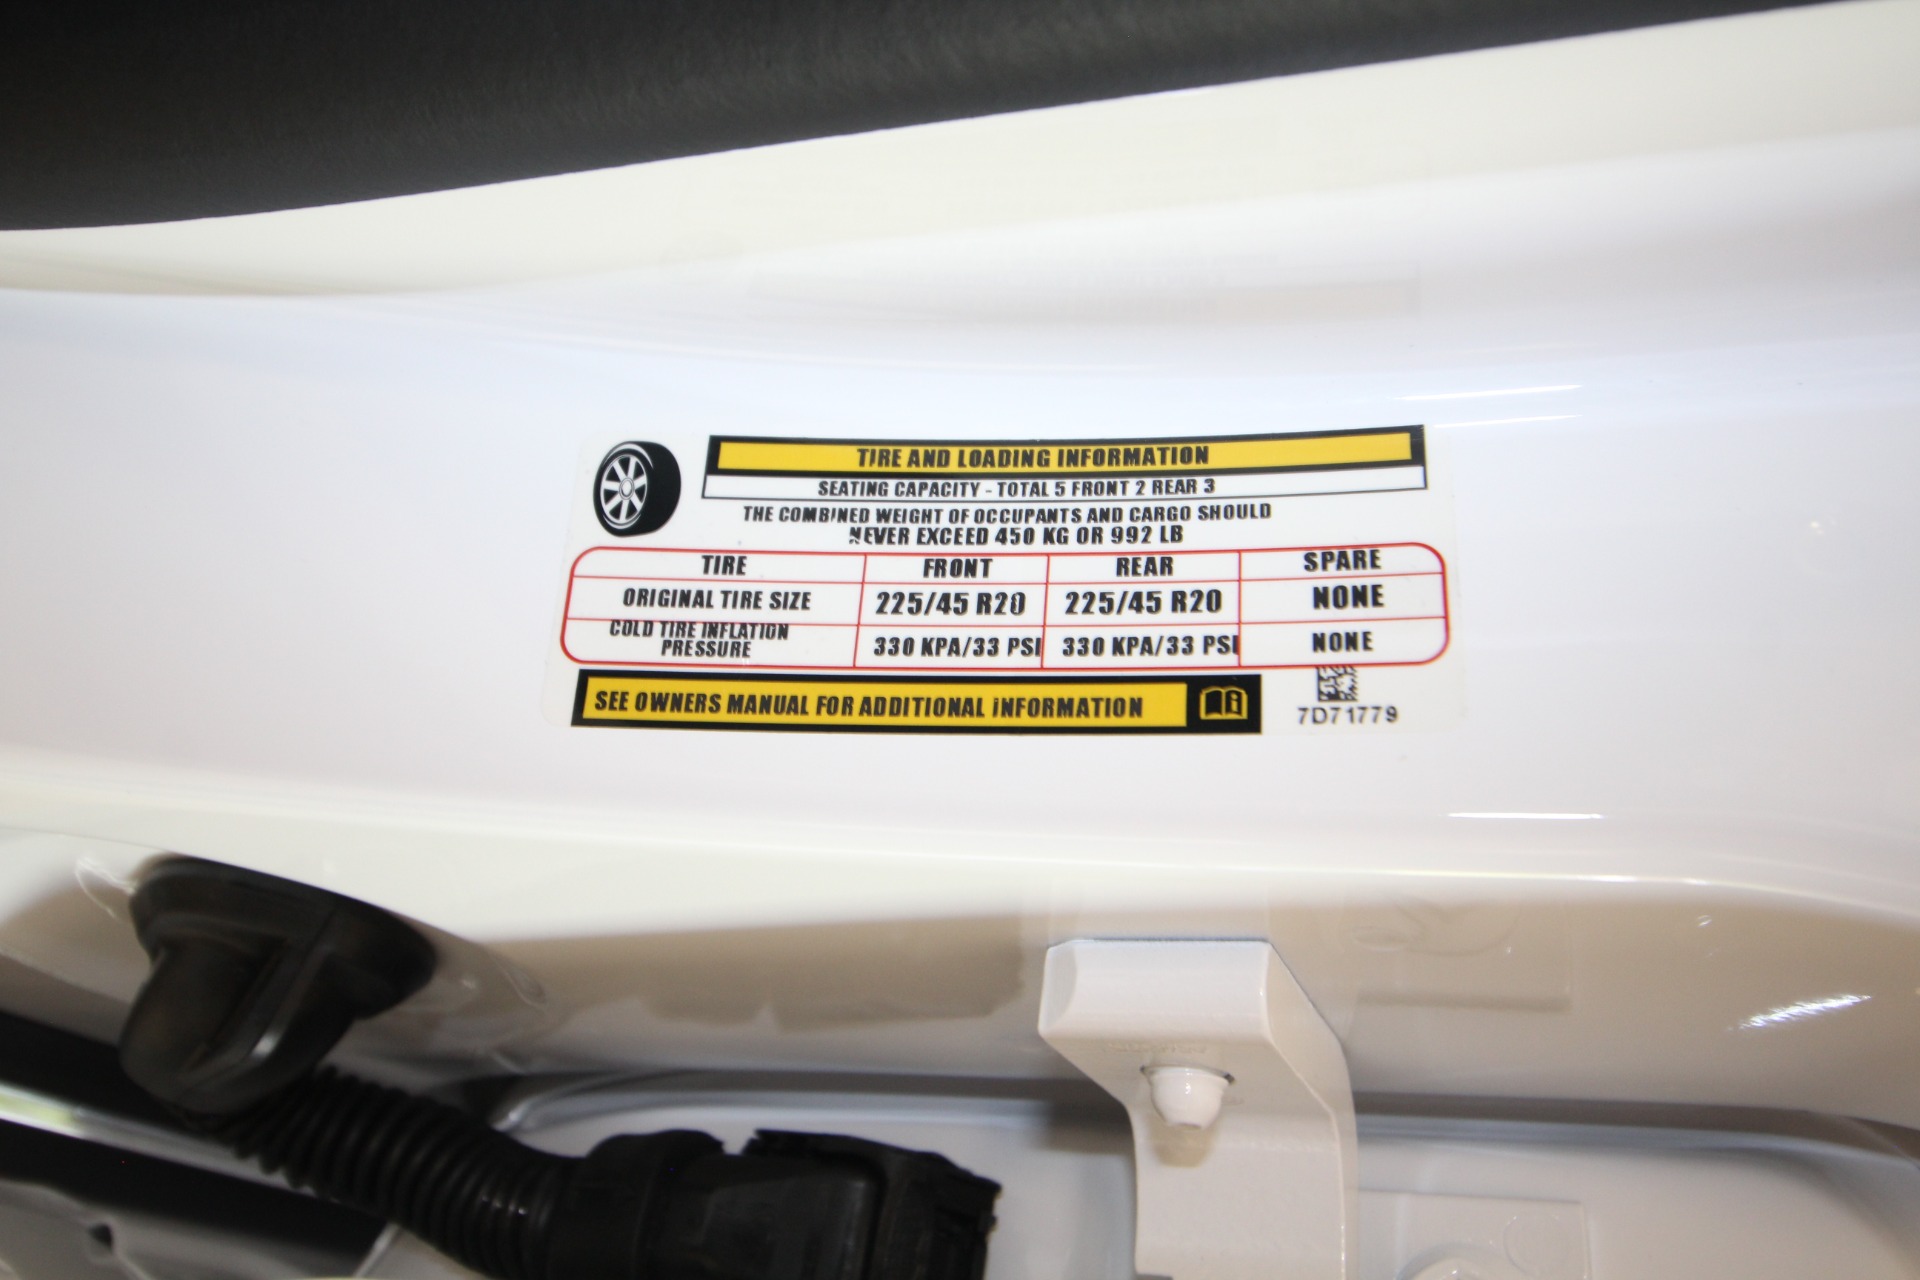 TIRE AND LOADING INFORMATION
SEATING CAPACITY - TOTAL 5 FRONT 2 REAR 3
THE COMBINED WEIGHT OF OCCUPANTS AND CARGO SHOULD
NEVER EXCEED 450 KG OR 992 LB
TIRE FRONT REAR SPARE
ORIGINAL TIRE SIZE 225/45 R20 225/45 R20 NONE
COLD TIRE INFLATION
PRESSURE 330 KPA/33 PSI 330 KPA/33 PSI NONE
SEE OWNERS MANUAL FOR ADDITIONAL INFORMATION
7D71779